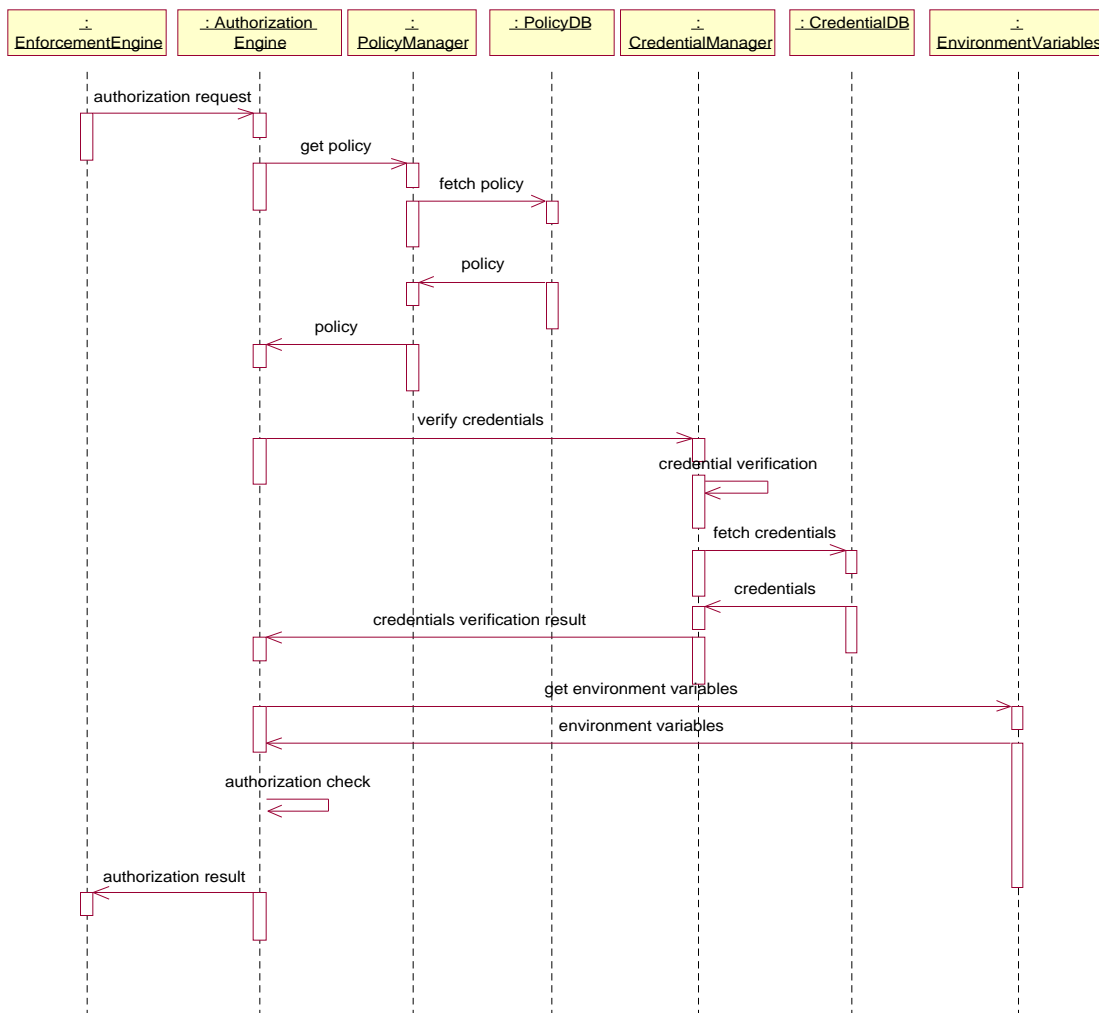 :
EnforcementEngine
: Authorization
Engine
:
PolicyManager
: PolicyDB
:
CredentialManager
: CredentialDB
:
EnvironmentVariables
authorization request
get policy
fetch policy
policy
policy
verify credentials
credential verification
fetch credentials
credentials
credentials verification result
get environment variables
environment variables
authorization check
authorization result